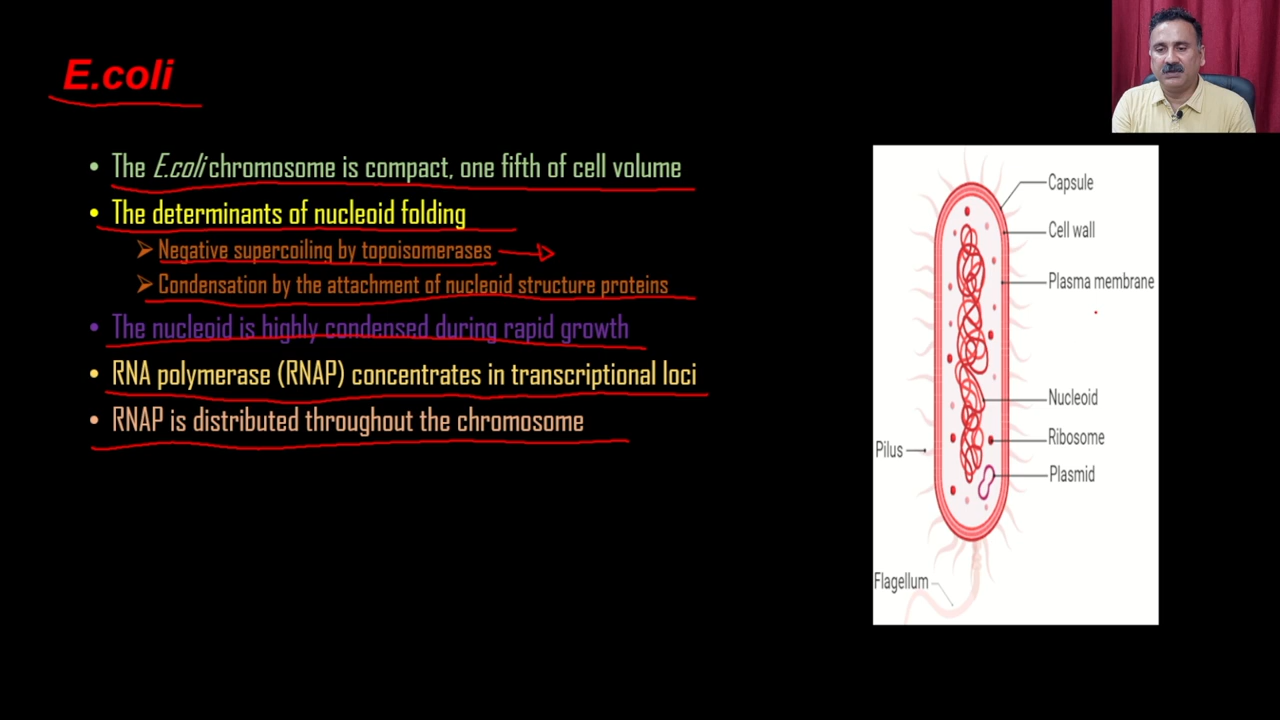 E.coli
• The E.coli chromosome is compact, one fifth of cell volume
• The determinants of nucleoid folding
➢ Negative supercoiling by topoisomerases
➢ Condensation by the attachment of nucleoid structure proteins
• The nucleoid is highly condensed during rapid growth
• RNA polymerase (RNAP) concentrates in transcriptional loci
• RNAP is distributed throughout the chromosome
Capsule
Cell wall
Plasma membrane
Nucleoid
Ribosome
Pilus
Plasmid
Flagellum